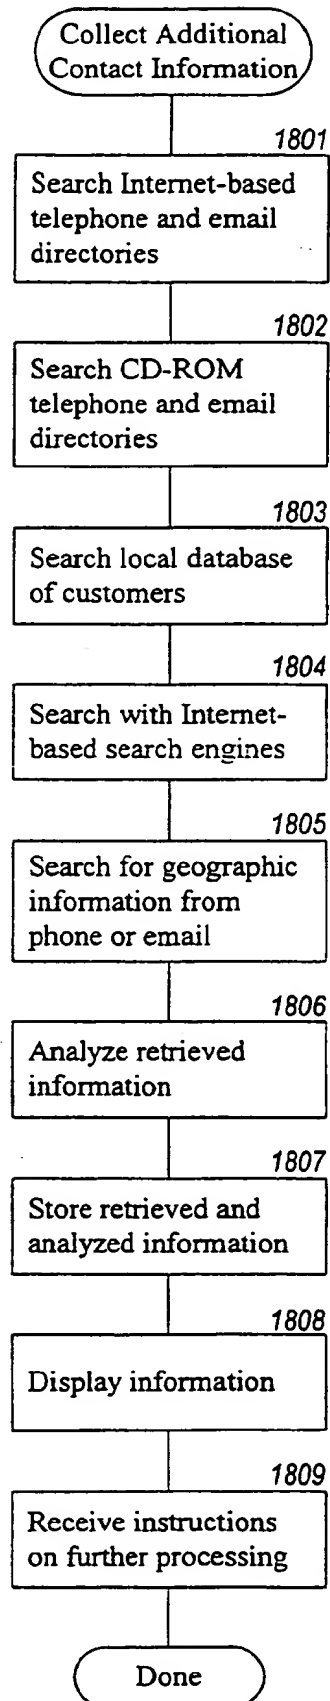 Collect Additional
Contact Information
1801
Search Internet-based
telephone and email
directories
1802
Search CD-ROM
telephone and email
directories
1803
Search local database
of customers
1804
Search with Internet-
based search engines
1805
Search for geographic
information from
phone or email
1806
Analyze retrieved
information
1807
Store retrieved and
analyzed information
1808
Display information
1809
Receive instructions
on further processing
Done